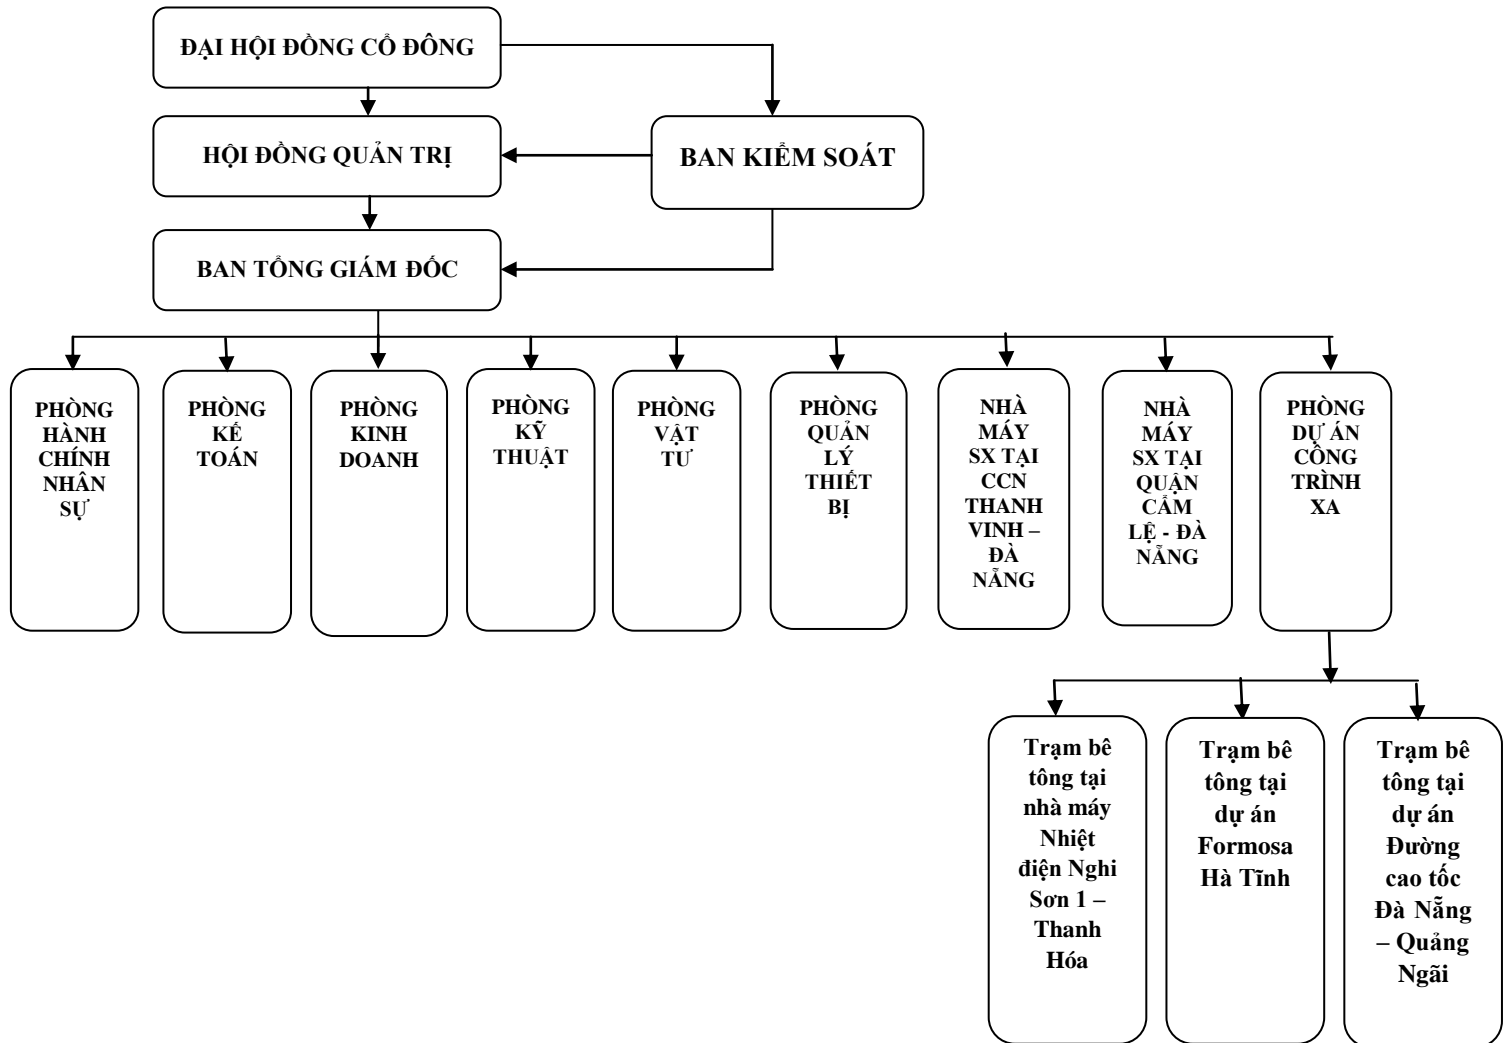 ĐẠI HỘI ĐỒNG CỔ ĐÔNG
HỘI ĐỒNG QUẢN TRỊ
BAN KIỂM SOÁT
BAN TỔNG GIÁM ĐỐC
PHÒNG
HÀNH
CHÍNH
NHÂN
SỰ
PHÒNG
KẾ
TOÁN
PHÒNG
KINH
DOANH
PHÒNG
KỸ
THUẬT
PHÒNG
VẬT
TƯ
PHÒNG
QUẢN
LÝ
THIẾT
BỊ
NHÀ
MÁY
SX TẠI
CCN
THANH
VINH –
ĐÀ
NẴNG
NHÀ
MÁY
SX TẠI
QUẬN
CẨM
LỆ - ĐÀ
NẴNG
PHÒNG
DỰ ÁN
CÔNG
TRÌNH
XA
Trạm bê
tông tại
nhà máy
Nhiệt
điện Nghi
Sơn 1 –
Thanh
Hóa
Trạm bê
tông tại
dự án
Formosa
Hà Tĩnh
Trạm bê
tông tại
dự án
Đường
cao tốc
Đà Nẵng
– Quảng
Ngãi